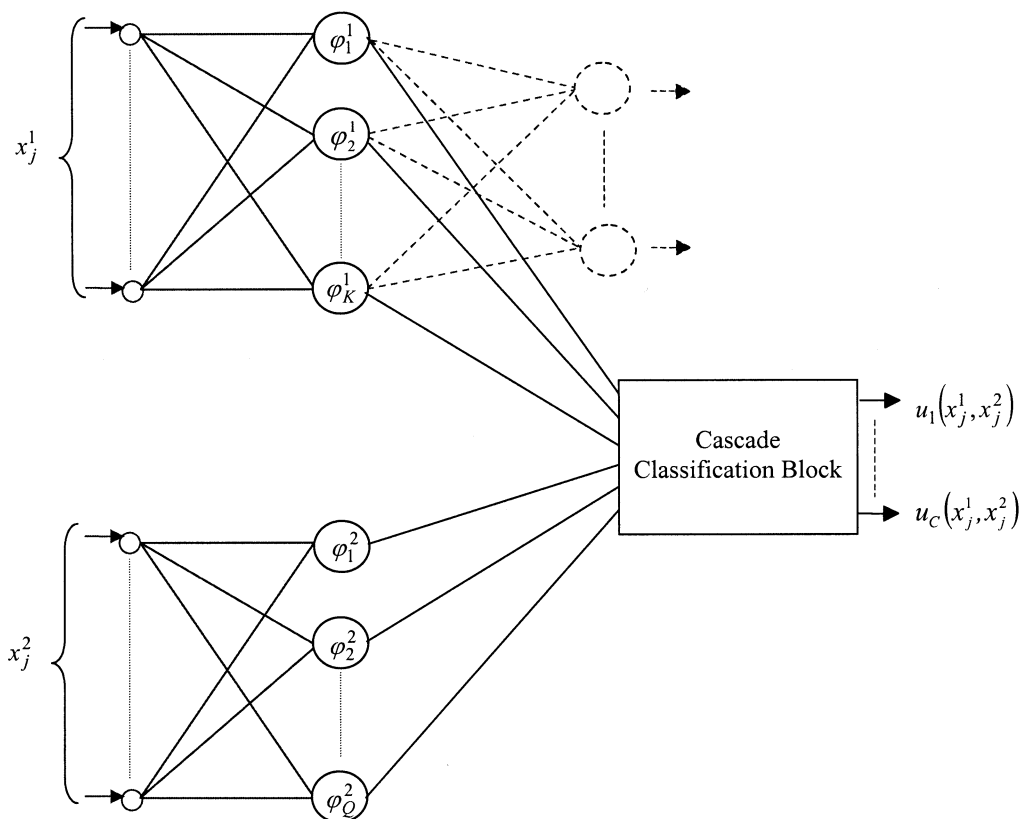 x_j^1
φ_1^1
φ_2^1
φ_K^1
Cascade
Classification Block
u_1(x_j^1, x_j^2)
u_C(x_j^1, x_j^2)
x_j^2
φ_1^2
φ_2^2
φ_Q^2